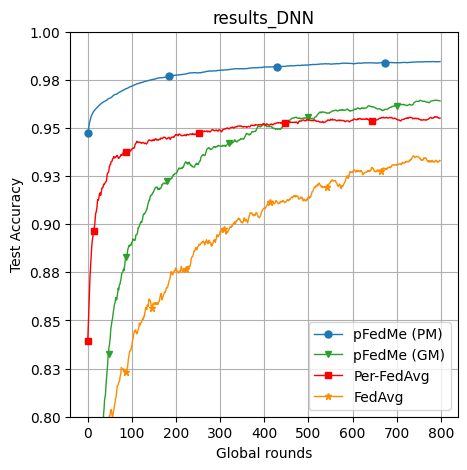 results_DNN
1.00
0.98
0.95
0.93
0.90
0.88
0.85
0.83
0.80
Test Accuracy
0 100 200 300 400 500 600 700 800
Global rounds
pFedMe (PM)
pFedMe (GM)
Per-FedAvg
FedAvg